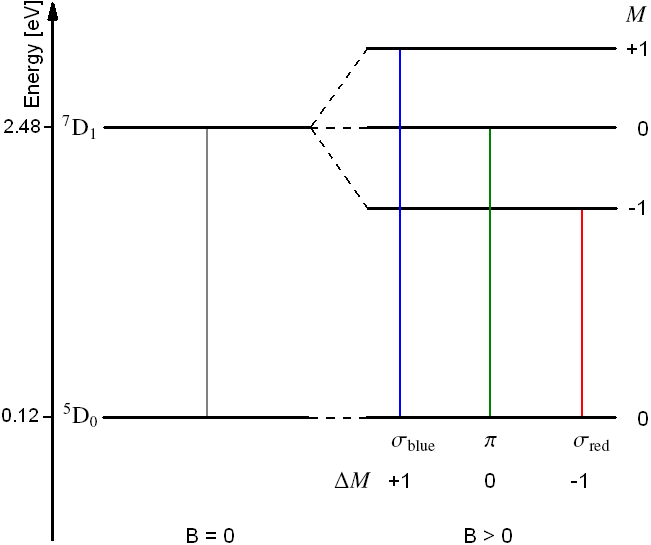 Energy [eV]
M
+1
2.48
⁷D₁
0
-1
0.12
⁵D₀
0
σblue π σred
ΔM +1 0 -1
B = 0 B > 0